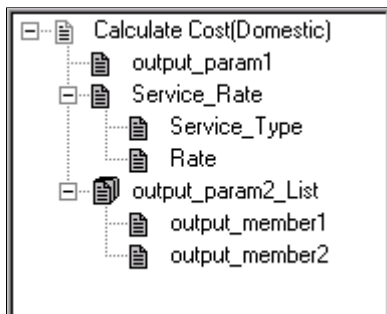 Calculate Cost(Domestic)
output_param1
Service_Rate
Service_Type
Rate
output_param2_List
output_member1
output_member2